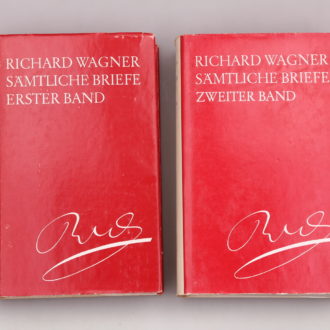 RICHARD WAGNER
SÄMTLICHE BRIEFE
ERSTER BAND
RICHARD WAGNER
SÄMTLICHE BRIEFE
ZWEITER BAND